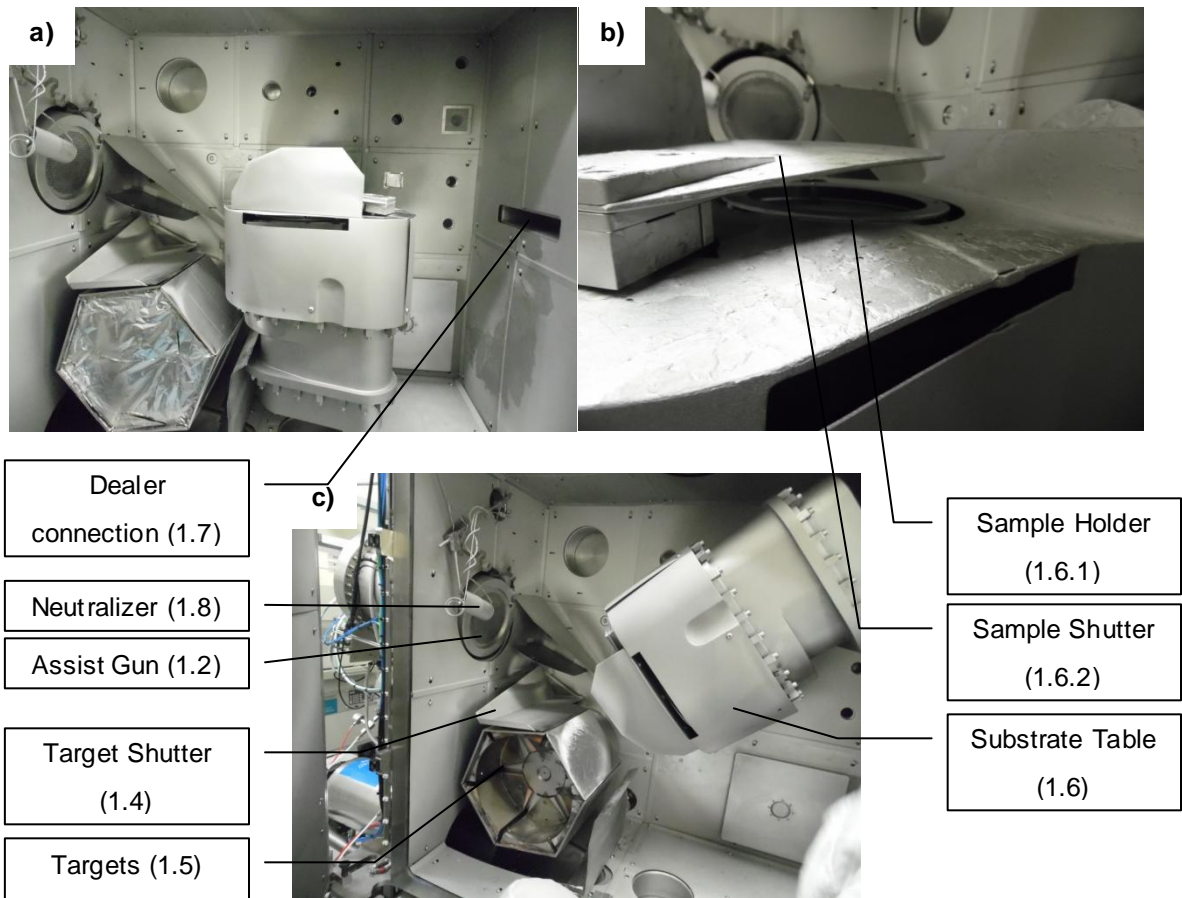 a)
b)
Dealer
connection (1.7)
c)
Neutralizer (1.8)
Assist Gun (1.2)
Target Shutter
(1.4)
Targets (1.5)
Sample Holder
(1.6.1)
Sample Shutter
(1.6.2)
Substrate Table
(1.6)